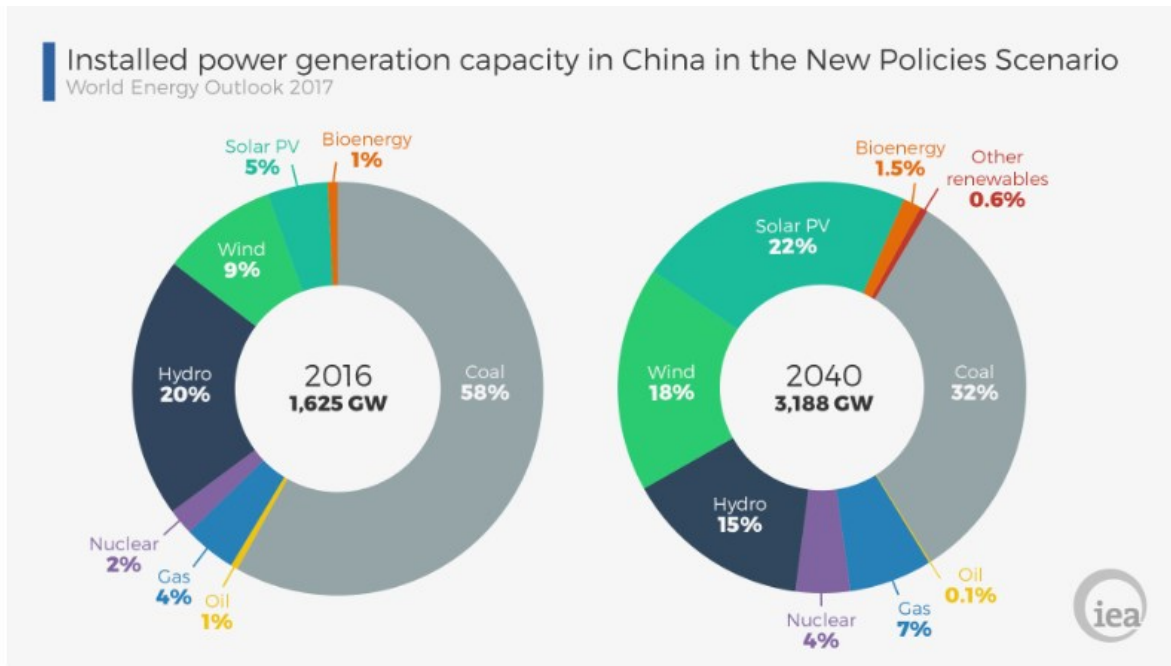 Installed power generation capacity in China in the New Policies Scenario
World Energy Outlook 2017
Solar PV
5%
Bioenergy
1%
Wind
9%
Hydro
20%
2016
1,625 GW
Coal
58%
Nuclear
2%
Gas
4%
Oil
1%
Bioenergy
1.5%
Other
renewables
0.6%
Solar PV
22%
Wind
18%
2040
3,188 GW
Coal
32%
Hydro
15%
Nuclear
4%
Gas
7%
Oil
0.1%
iea